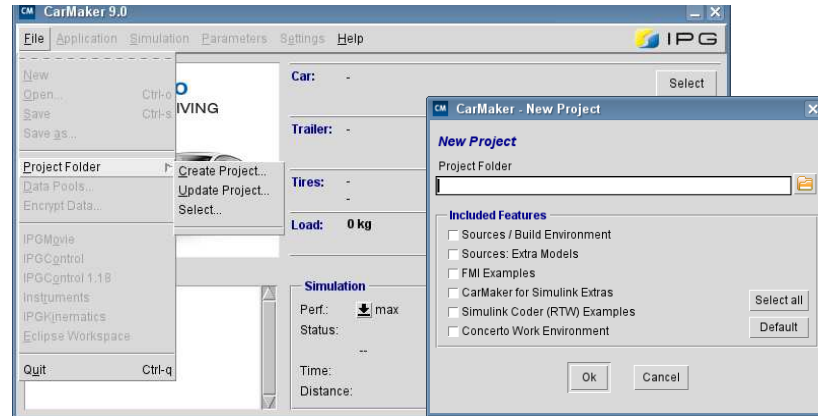 CM CarMaker 9.0
File Application Simulation Parameters Settings Help
IPG
New
Open... Ctrl-o
Save Ctrl-s
Save as...
Project Folder
Data Pools...
Encrypt Data...
IPGMovie
IPGControl
IPGControl 1.18
Instruments
IPGKinematics
Eclipse Workspace
Quit Ctrl-q
Create Project...
Update Project...
Select...
O
IVING
Car: -
Select
Trailer: -
Tires: -
-
Load: 0 kg
Simulation
Perf.: max
Status:
--
Time:
Distance:
CM CarMaker - New Project
New Project
Project Folder
Included Features
Sources / Build Environment
Sources: Extra Models
FMI Examples
CarMaker for Simulink Extras
Simulink Coder (RTW) Examples
Concerto Work Environment
Select all
Default
Ok Cancel